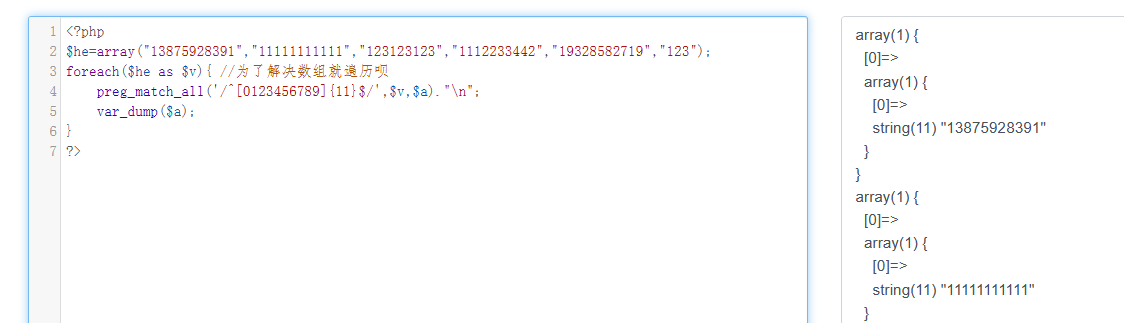 1 <?php
2 $he=array("13875928391","11111111111","123123123","1112233442","19328582719","123");
3 foreach($he as $v){ //为了解决数组就遍历呗
4 preg_match_all('/^[0123456789]{11}$/',$v,$a)."\n";
5 var_dump($a);
6 }
7 ?>
array(1) {
[0]=>
array(1) {
[0]=>
string(11) "13875928391"
}
}
array(1) {
[0]=>
array(1) {
[0]=>
string(11) "11111111111"
}